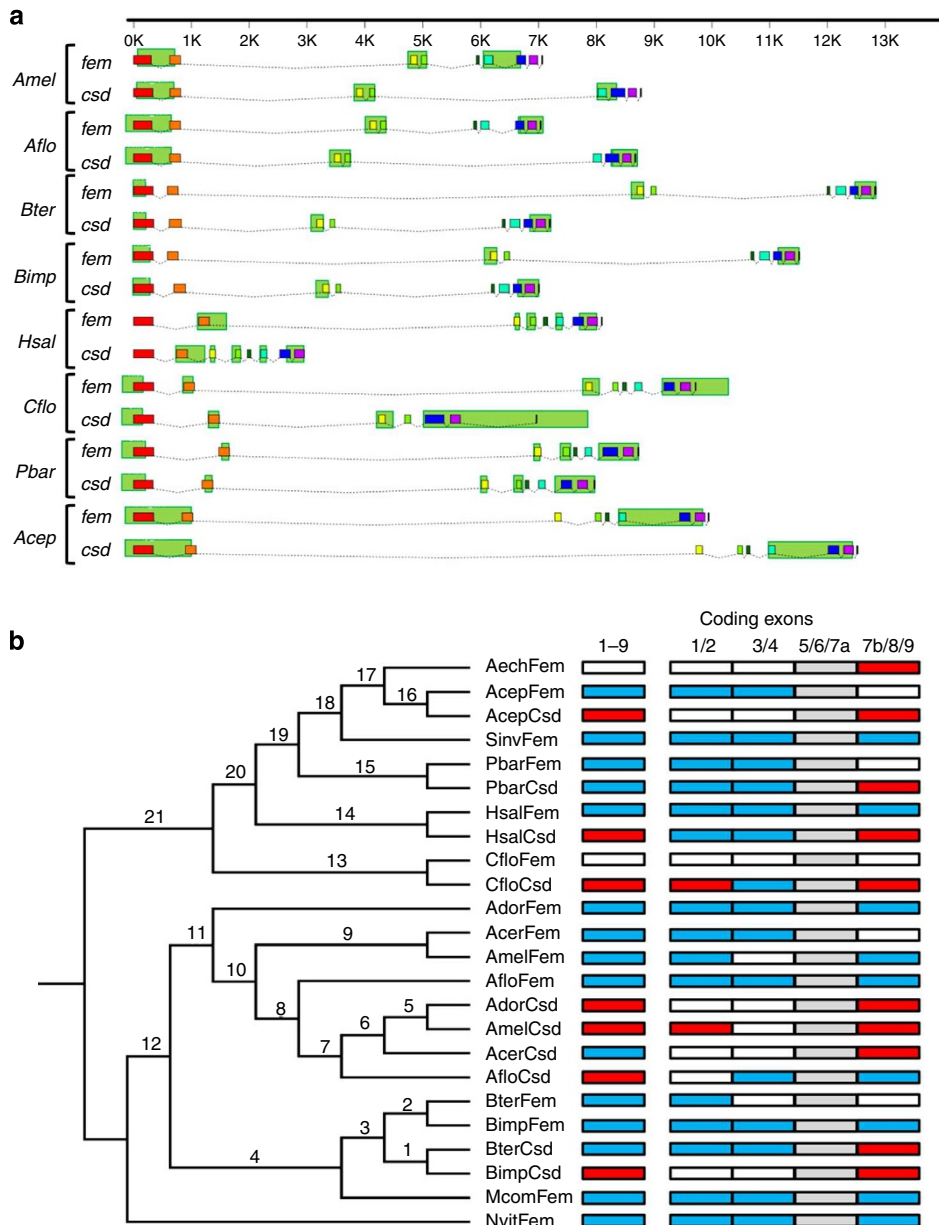 a
0K 1K 2K 3K 4K 5K 6K 7K 8K 9K 10K 11K 12K 13K
Amel
fem
csd
Aflo
fem
csd
Bter
fem
csd
Bimp
fem
csd
Hsal
fem
csd
Cflo
fem
csd
Pbar
fem
csd
Acep
fem
csd
b
Coding exons
1–9 1/2 3/4 5/6/7a 7b/8/9
17 AechFem
16 AcepFem
18
AcepCsd
19 SinvFem
PbarFem
20 15
PbarCsd
HsalFem
21 14
HsalCsd
CfloFem
13
CfloCsd
AdorFem
11 9 AcerFem
AmelFem
10
AfloFem
8 5 AdorCsd
6 AmelCsd
12 7 AcerCsd
AfloCsd
2 BterFem
3 BimpFem
1 BterCsd
4
BimpCsd
McomFem
NvitFem